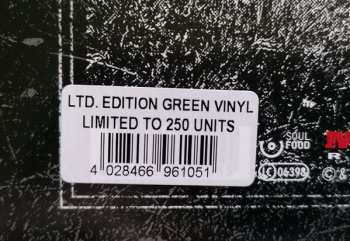 LTD. EDITION GREEN VINYL
LIMITED TO 250 UNITS
4 028466 961051
SOUL
FOOD
R
LC 06398
©&